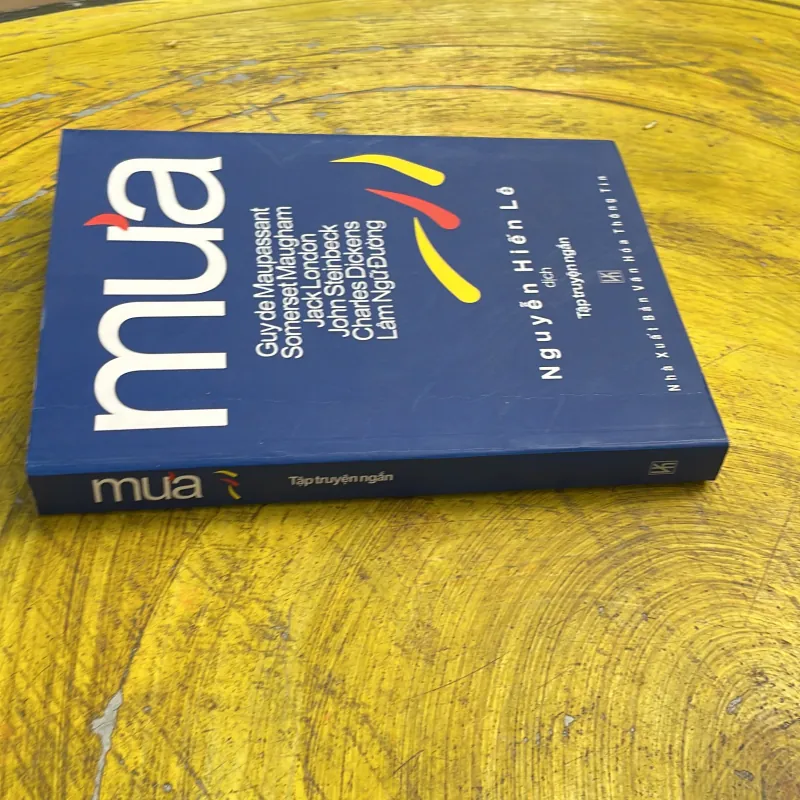 mưa
Guy de Maupassant
Somerset Maugham
Jack London
John Steinbeck
Charles Dickens
Lâm Ngữ Đường
Nguyễn Hiến Lê
dịch
Tập truyện ngắn
Nhà Xuất Bản Văn Hóa Thông Tin
mưa
Tập truyện ngắn